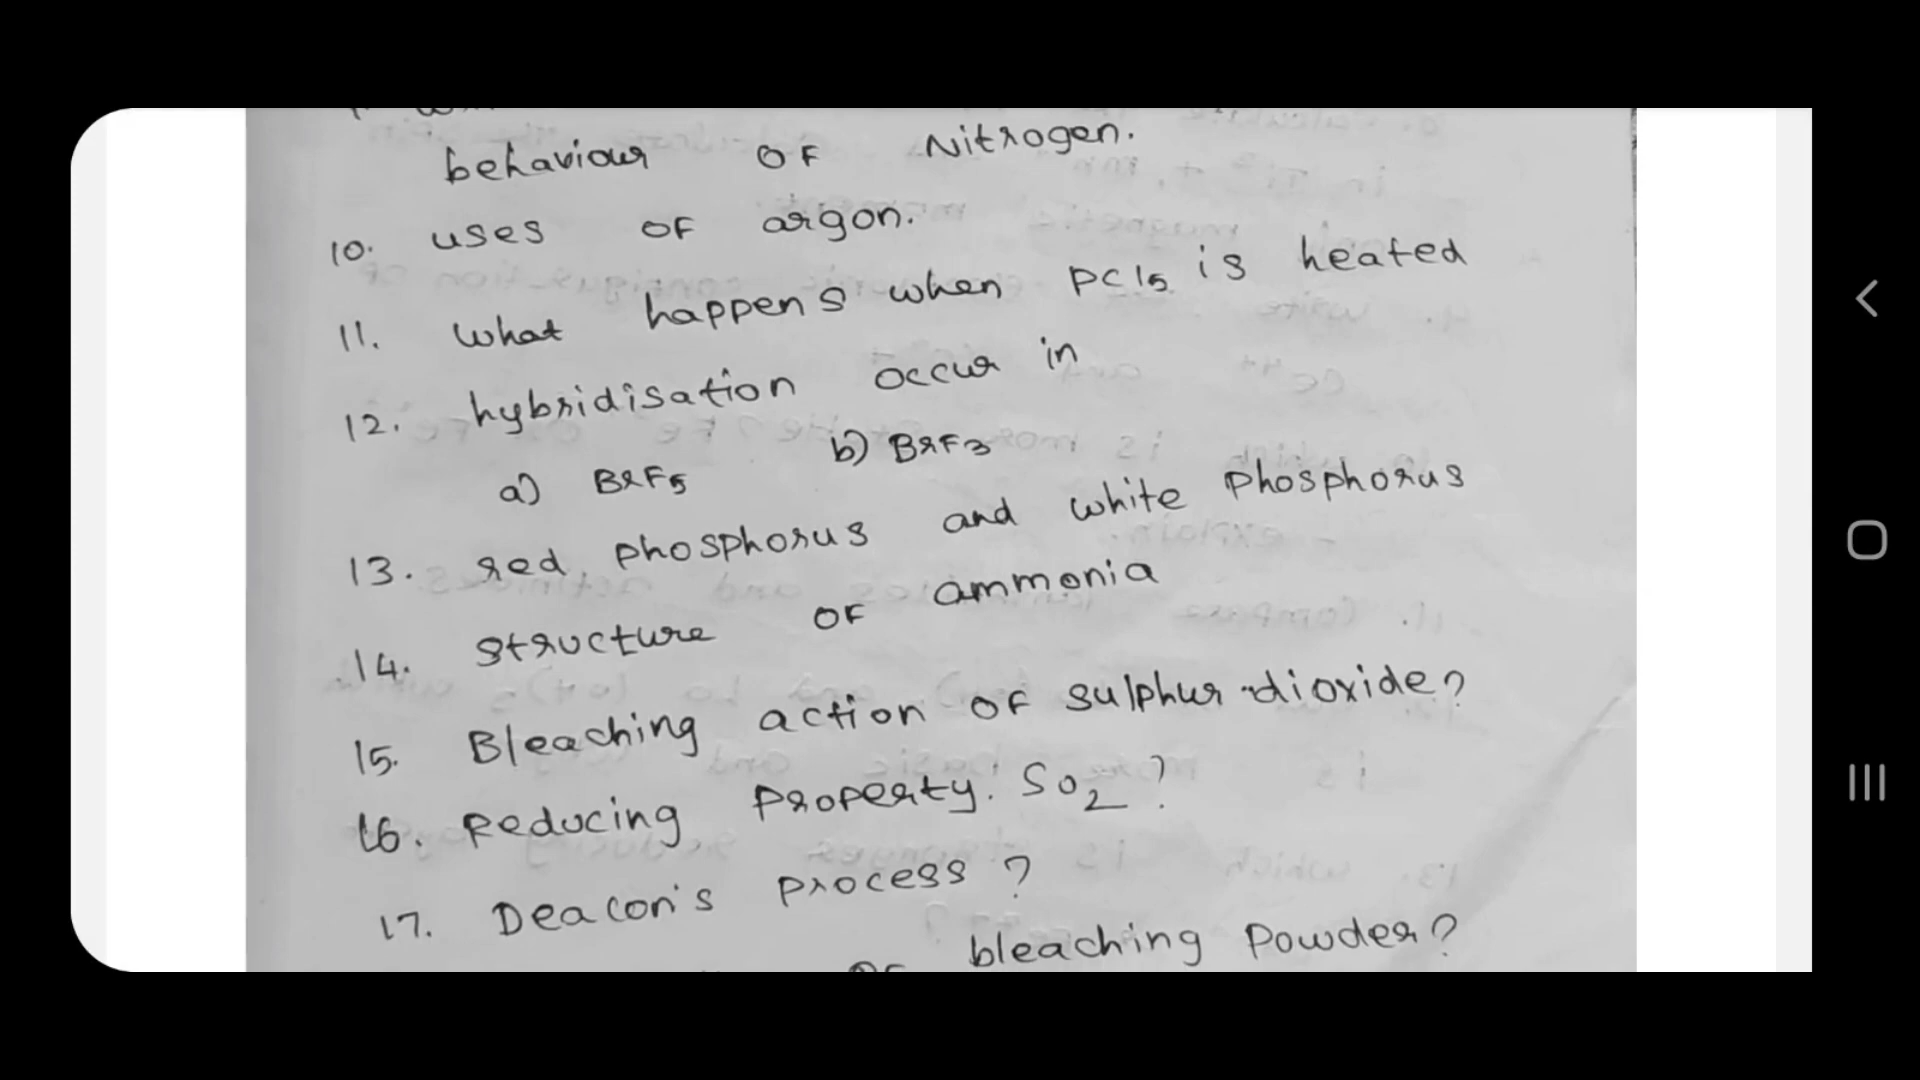 behaviour OF Nitrogen.
10. uses OF argon.
11. What happens when PCl5 is heated
12. hybridisation occur in
a) BrF5 b) BrF3
13. red phosphorus and white phosphorus
14. structure OF ammonia
15. Bleaching action OF sulphur dioxide?
16. Reducing Property. SO2?
17. Deacon's process?
OF bleaching Powder?